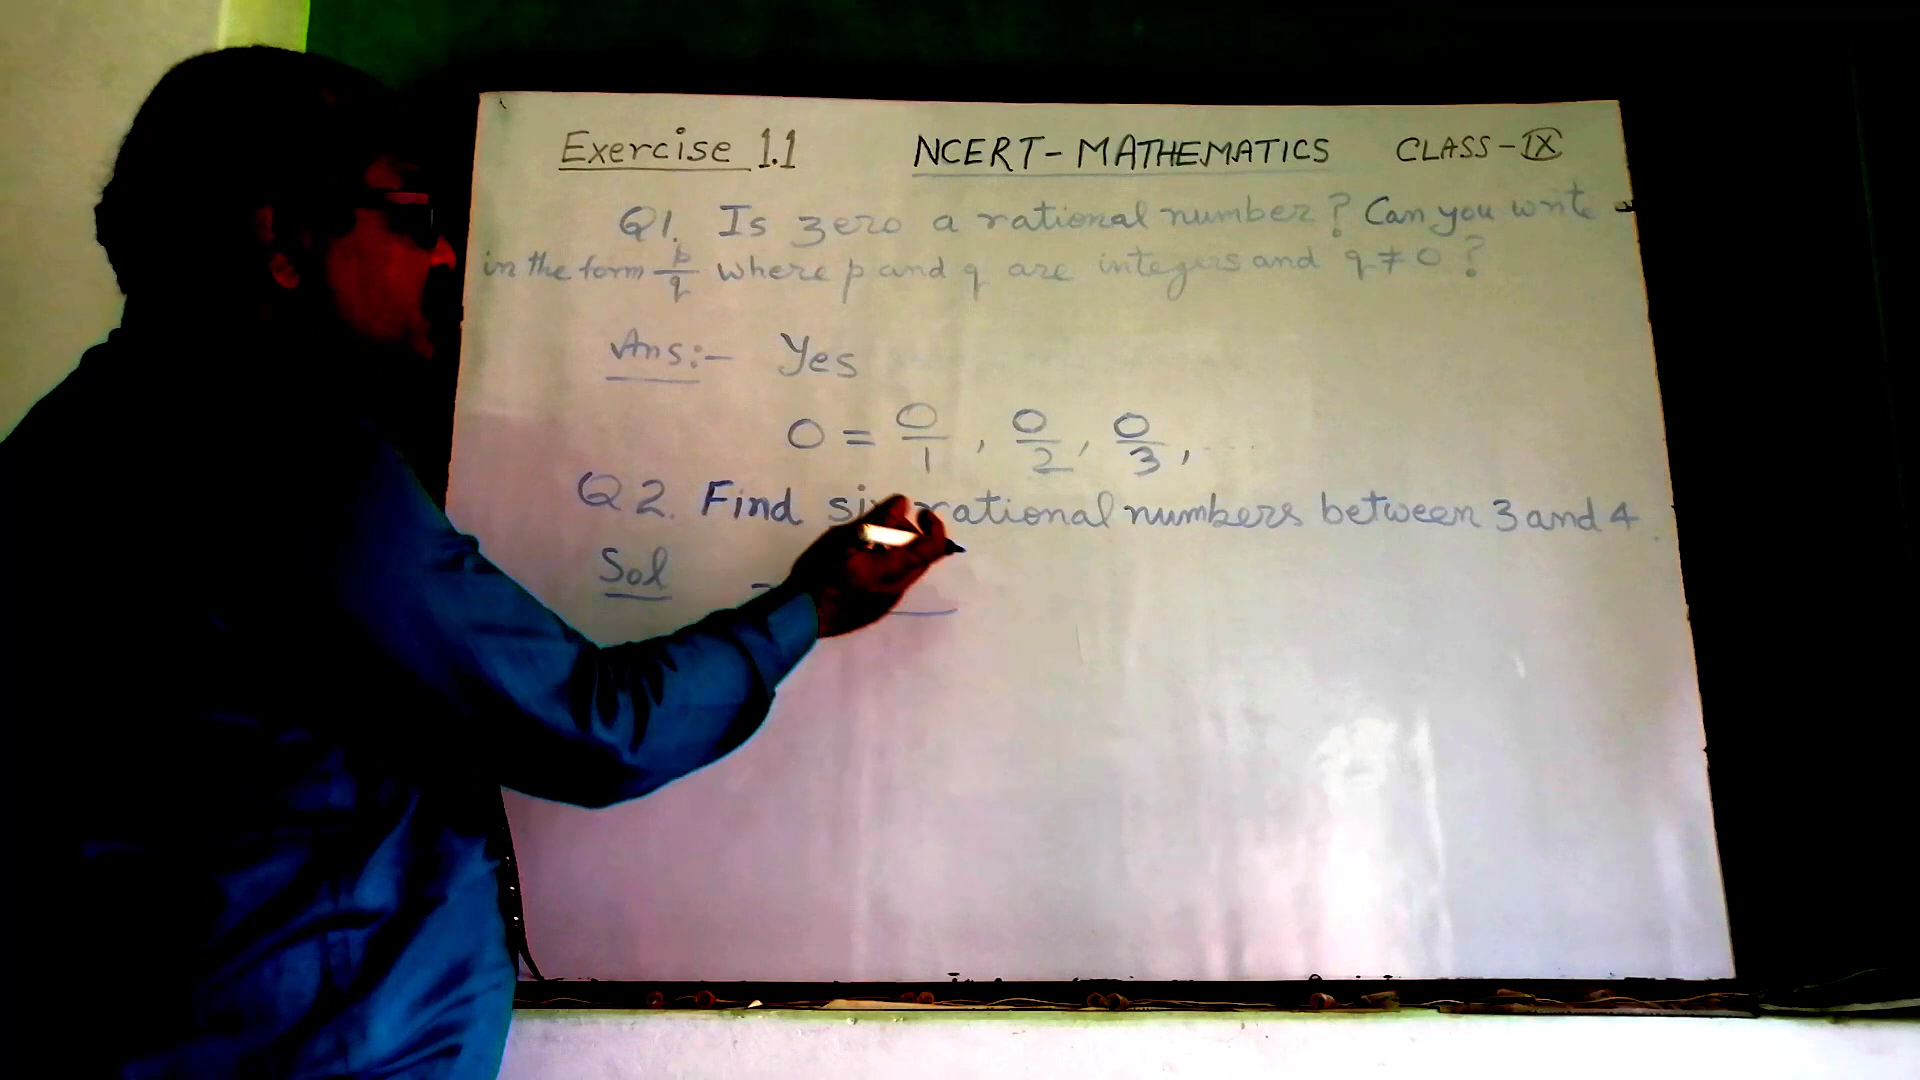 Exercise 1.1 NCERT-MATHEMATICS CLASS-IX
Q1. Is zero a rational number? Can you write
in the form p/q where p and q are integers and q ≠ 0 ?
Ans:- Yes
0 = 0/1 , 0/2 , 0/3 , ...
Q2. Find six rational numbers between 3 and 4
Sol